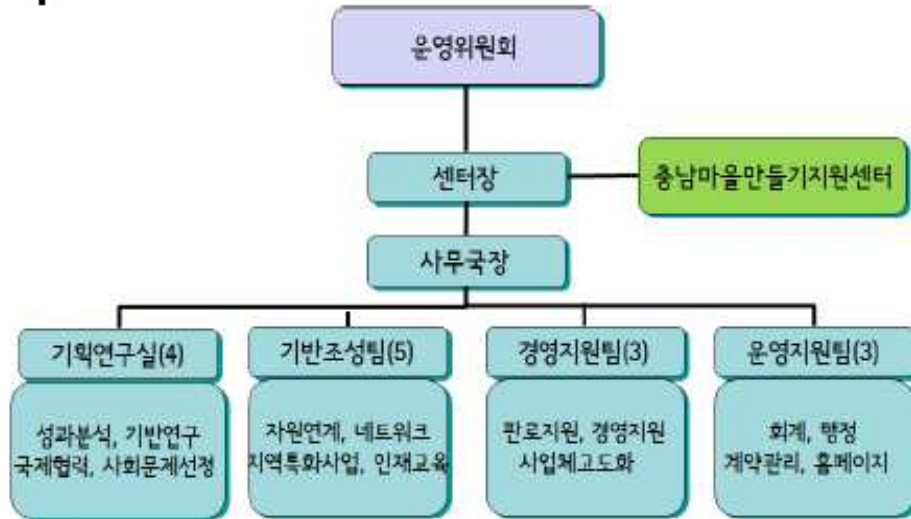 운영위원회
센터장
충남마을만들기지원센터
사무국장
기획연구실(4)
기반조성팀(5)
경영지원팀(3)
운영지원팀(3)
성과분석, 기반연구
국제협력, 사회문제선정
자원연계, 네트워크
지역특화사업, 인재교육
판로지원, 경영지원
사업체고도화
회계, 행정
계약관리, 홈페이지